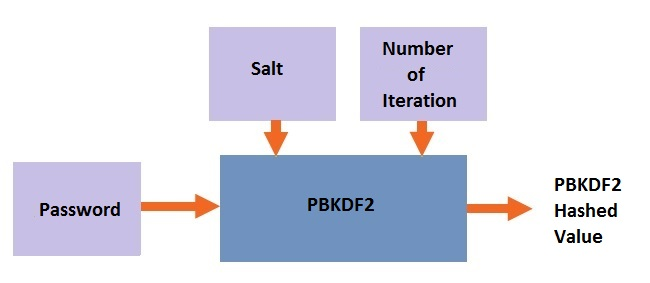 Salt
Number
of
Iteration
Password
PBKDF2
PBKDF2
Hashed
Value